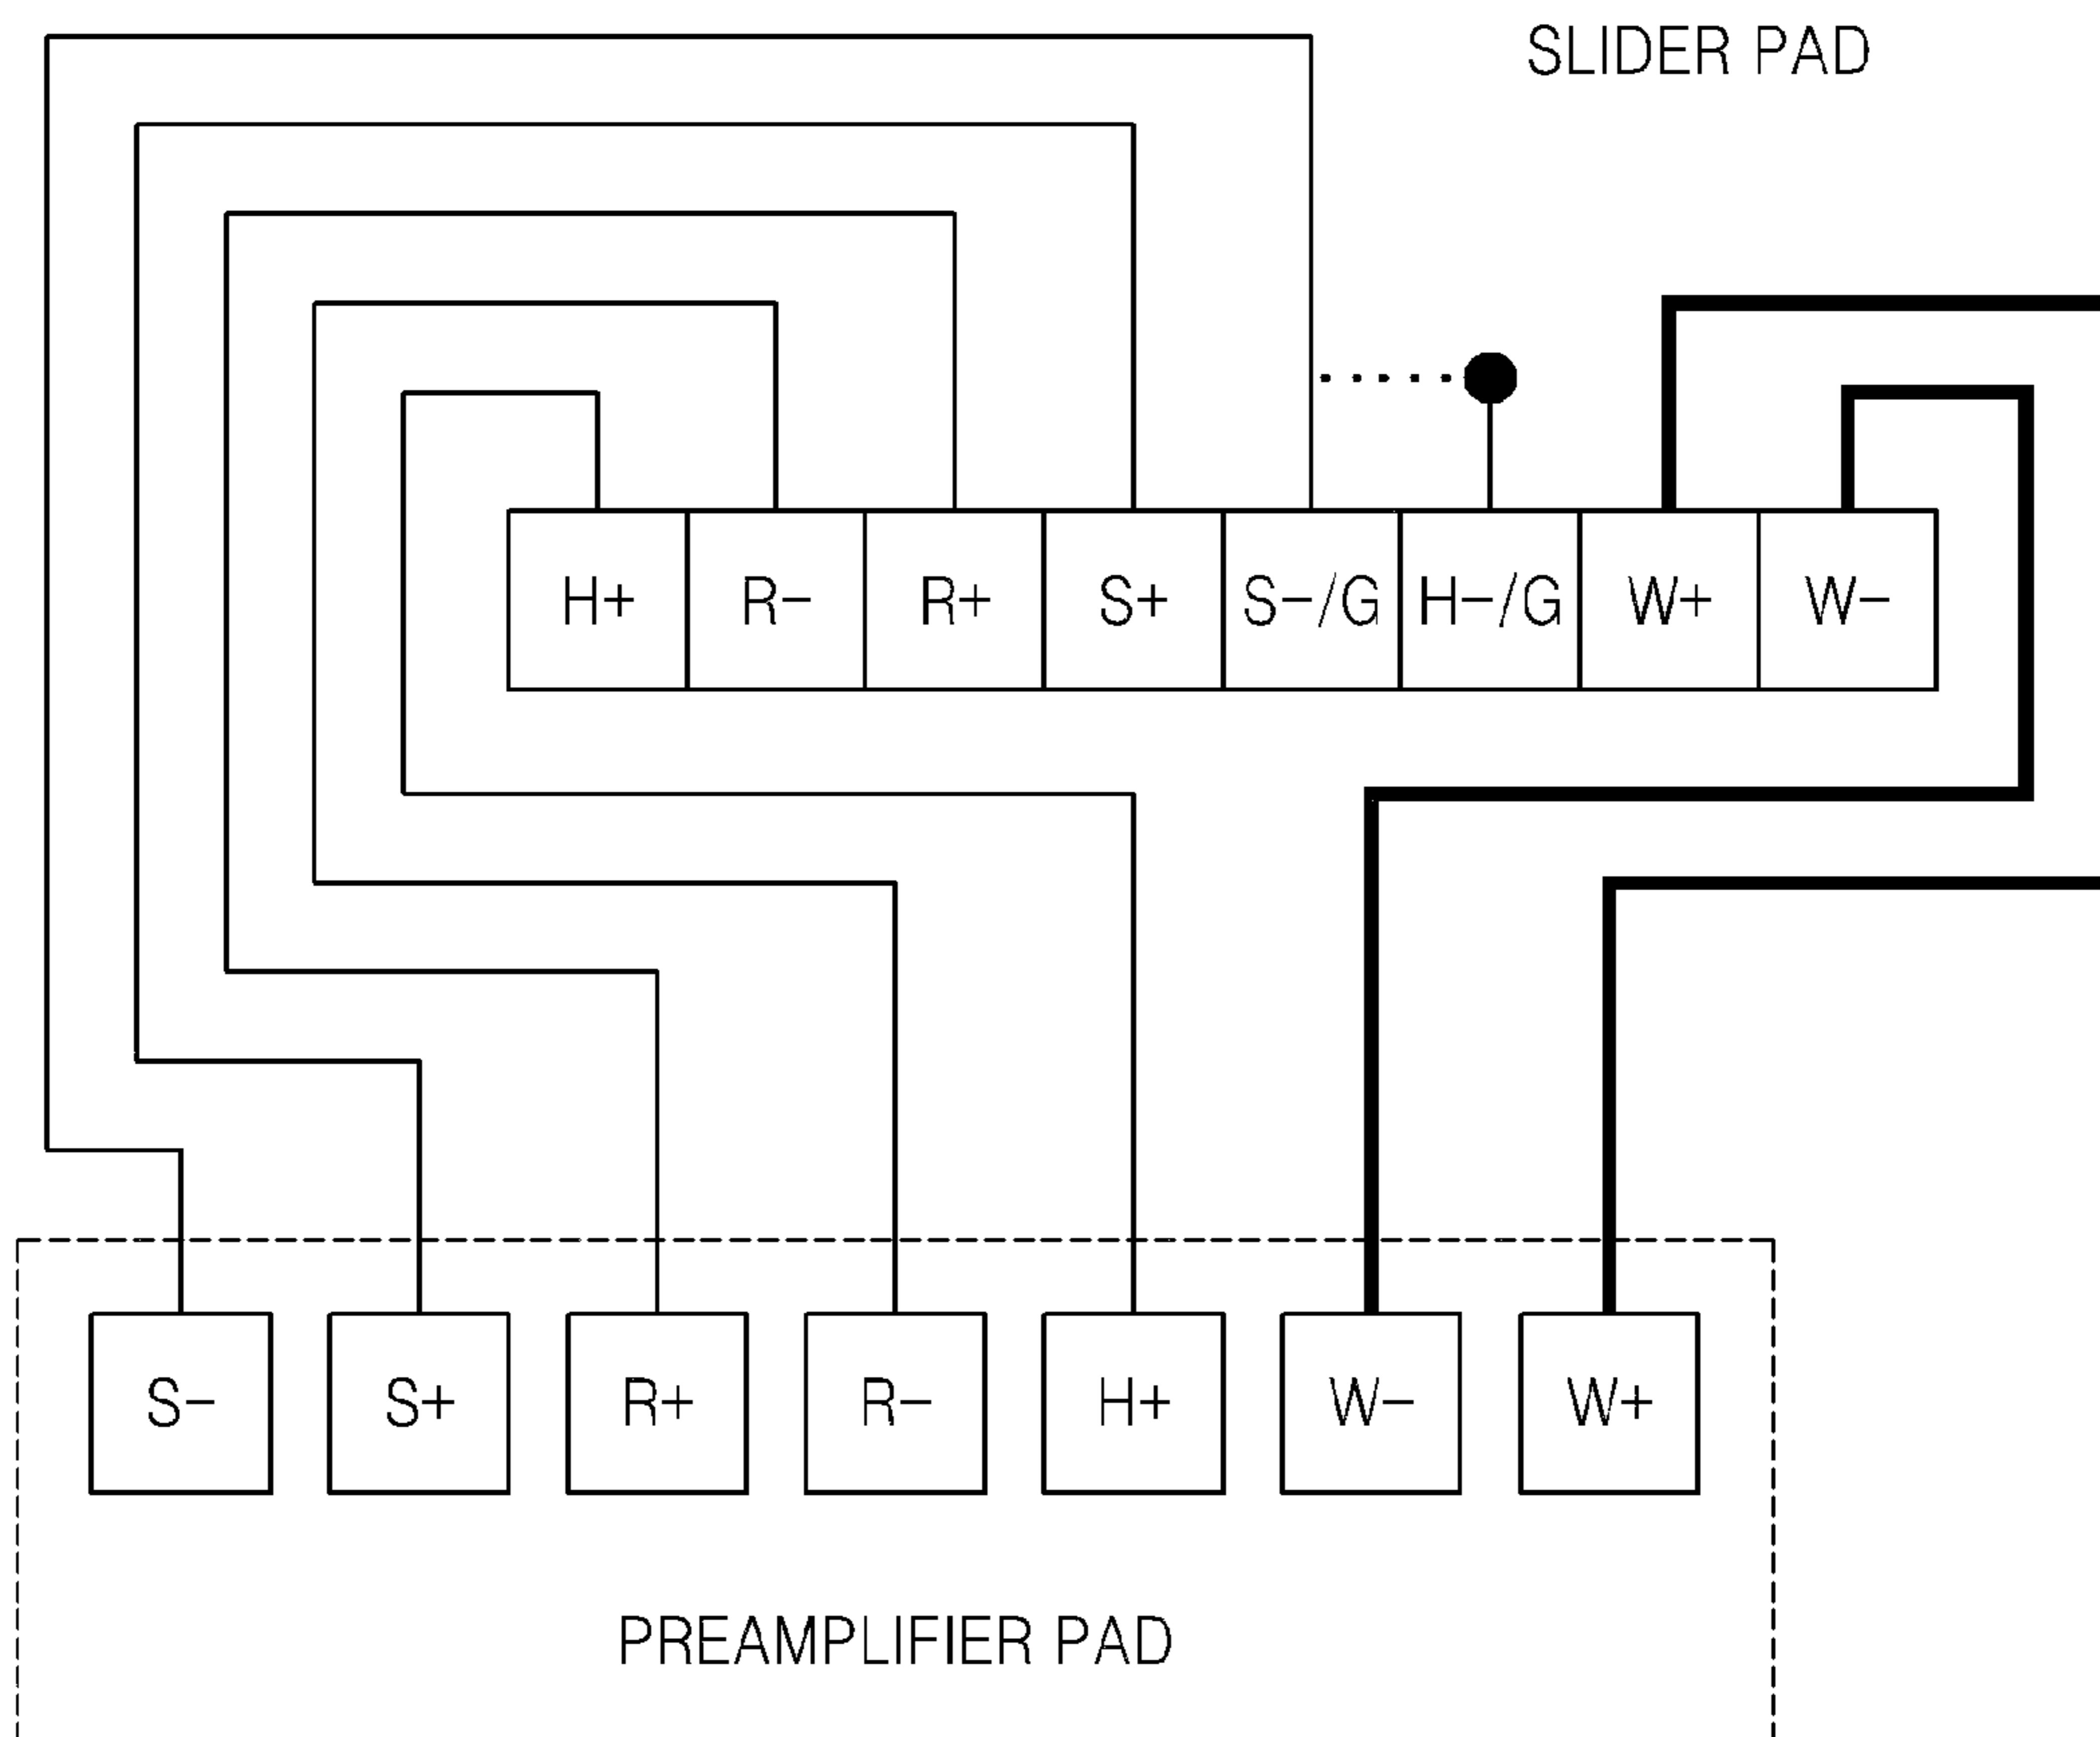 SLIDER PAD
H+ R− R+ S+ S−/G H−/G W+ W−
S− S+ R+ R− H+ W− W+
PREAMPLIFIER PAD